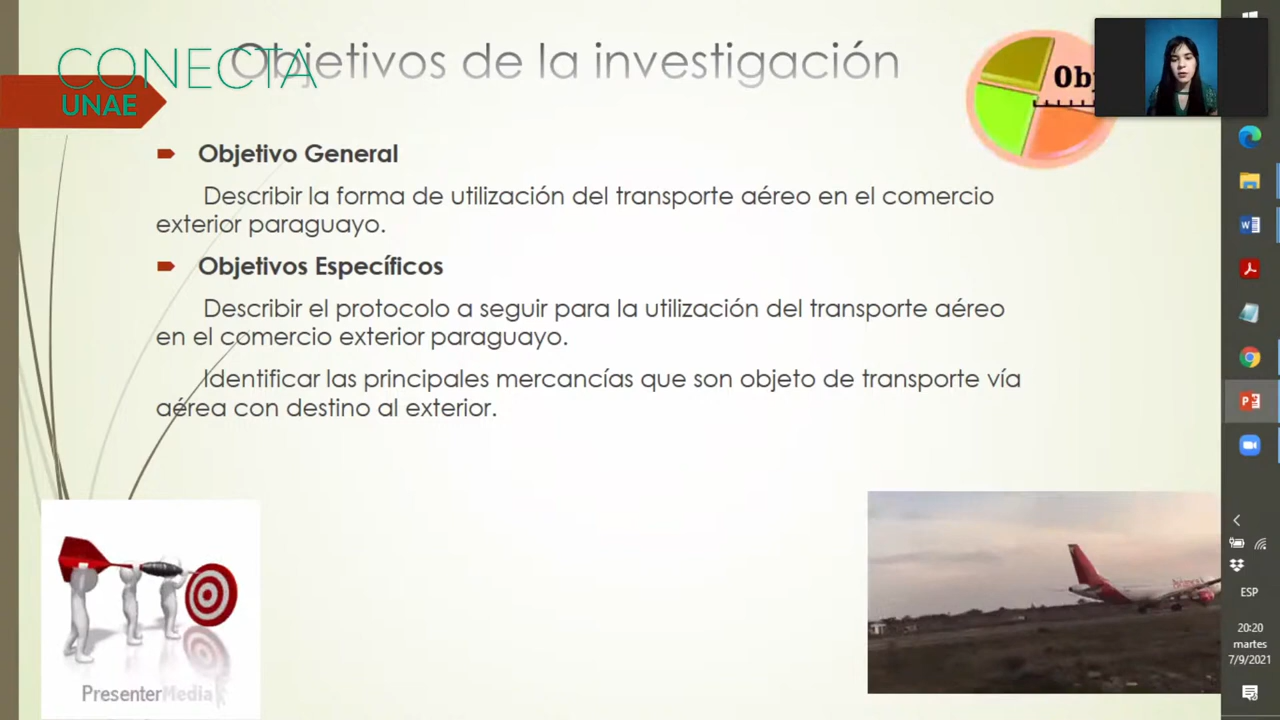 CONECTA
UNAE
Objetivos de la investigación
Obj
Objetivo General
Describir la forma de utilización del transporte aéreo en el comercio
exterior paraguayo.
Objetivos Específicos
Describir el protocolo a seguir para la utilización del transporte aéreo
en el comercio exterior paraguayo.
Identificar las principales mercancías que son objeto de transporte vía
aérea con destino al exterior.
PresenterMedia
ESP
20:20
martes
7/9/2021